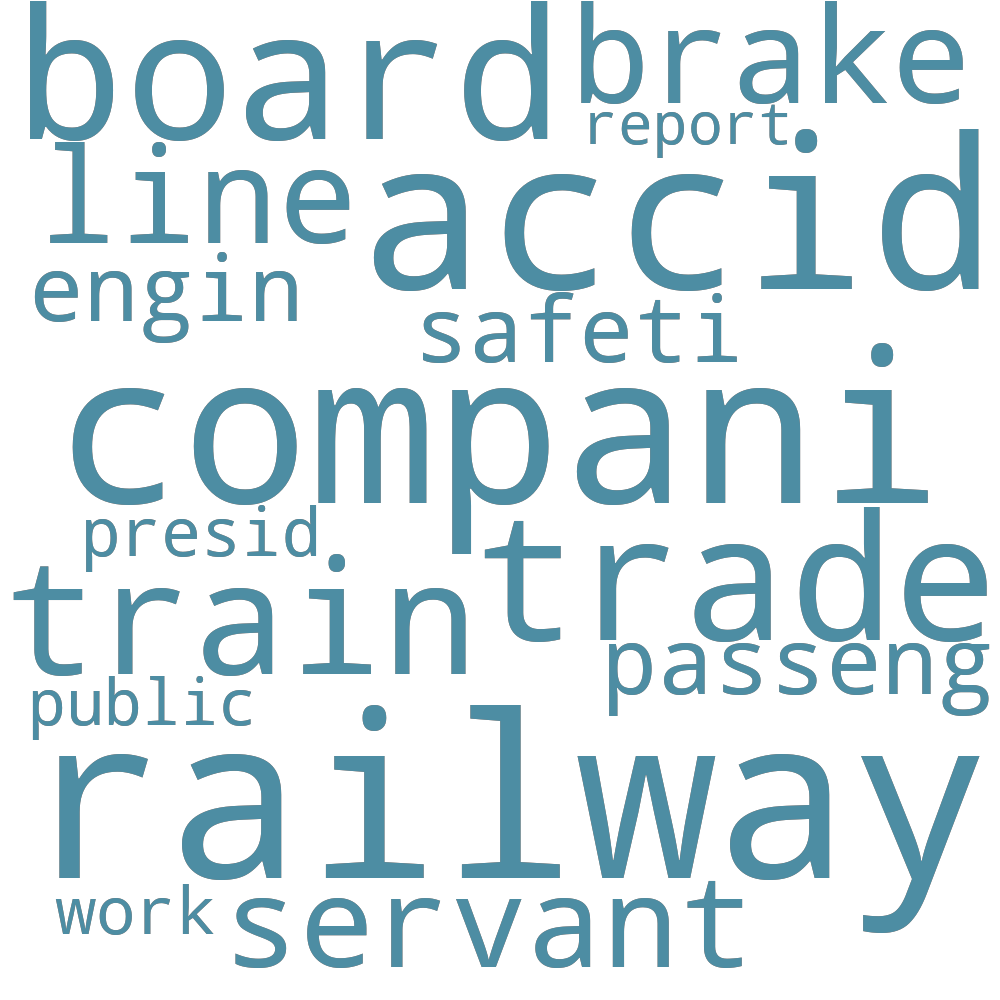 board brake
report
line accid
engin
safeti
compani
presid
train trade
passeng
public
railway
work servant